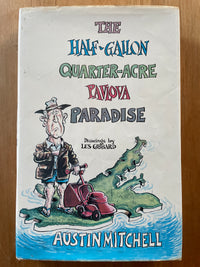 THE
HALF-GALLON
QUARTER-ACRE
PAVLOVA
PARADISE
Drawings by
LES GIBBARD
AUSTIN MITCHELL